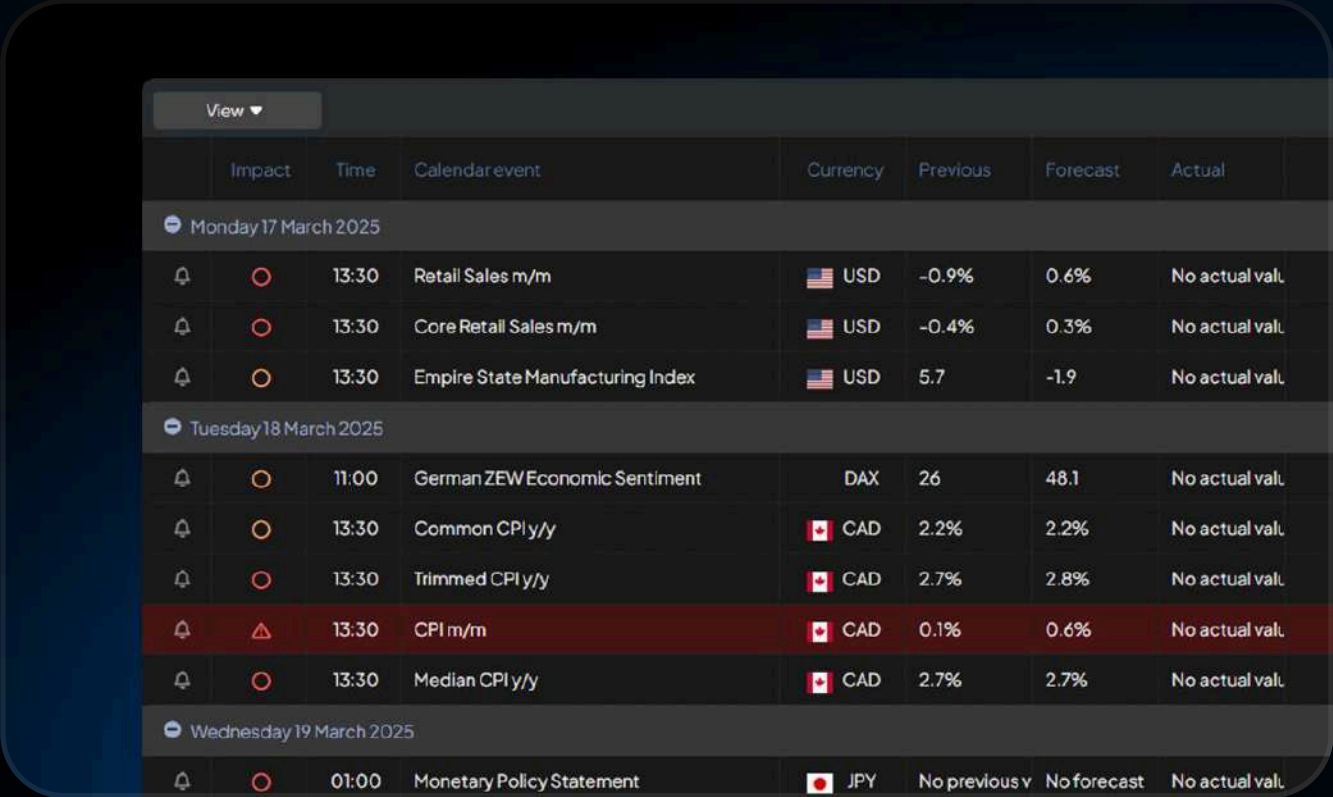 View
Impact Time Calendar event Currency Previous Forecast Actual
Monday 17 March 2025
13:30 Retail Sales m/m USD -0.9% 0.6% No actual valu
13:30 Core Retail Sales m/m USD -0.4% 0.3% No actual valu
13:30 Empire State Manufacturing Index USD 5.7 -1.9 No actual valu
Tuesday 18 March 2025
11:00 German ZEW Economic Sentiment DAX 26 48.1 No actual valu
13:30 Common CPI y/y CAD 2.2% 2.2% No actual valu
13:30 Trimmed CPI y/y CAD 2.7% 2.8% No actual valu
13:30 CPI m/m CAD 0.1% 0.6% No actual valu
13:30 Median CPI y/y CAD 2.7% 2.7% No actual valu
Wednesday 19 March 2025
01:00 Monetary Policy Statement JPY No previous v No forecast No actual valu